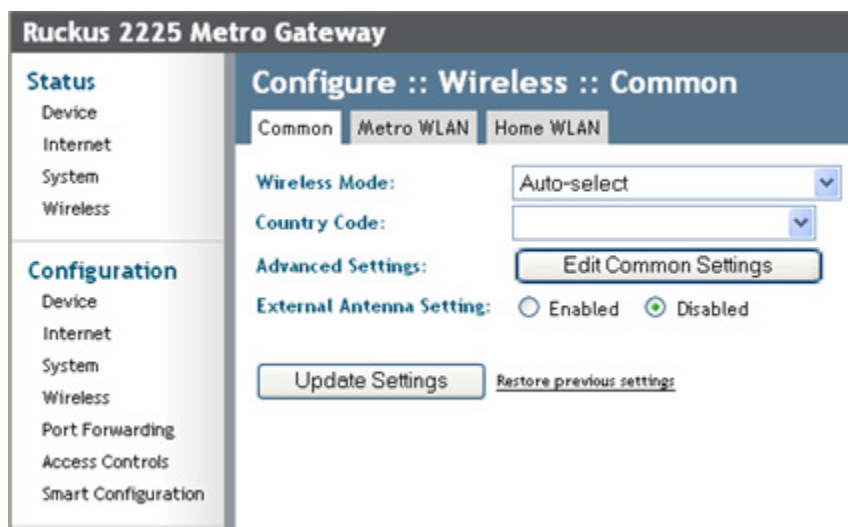 Ruckus 2225 Metro Gateway
Status
Device
Internet
System
Wireless
Configuration
Device
Internet
System
Wireless
Port Forwarding
Access Controls
Smart Configuration
Configure :: Wireless :: Common
Common Metro WLAN Home WLAN
Wireless Mode: Auto-select
Country Code:
Advanced Settings: Edit Common Settings
External Antenna Setting: Enabled Disabled
Update Settings Restore previous settings